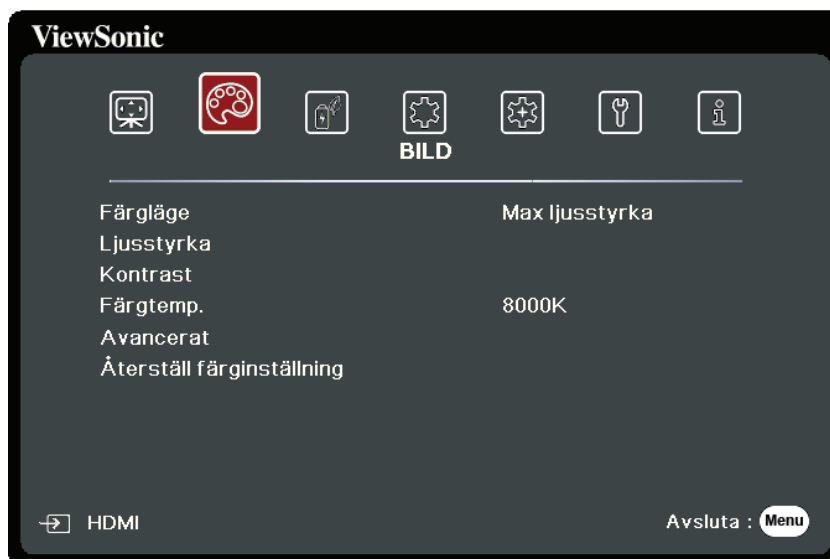 ViewSonic
BILD
Färgläge Max ljusstyrka
Ljusstyrka
Kontrast
Färgtemp. 8000K
Avancerat
Återställ färginställning
HDMI Avsluta : Menu